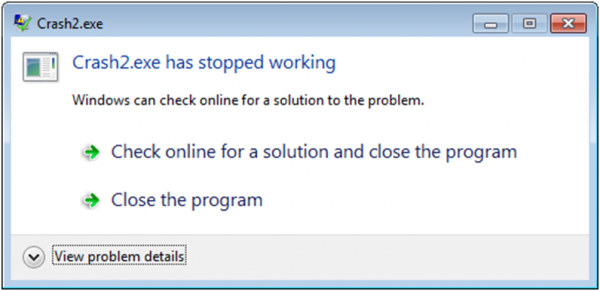 Crash2.exe
Crash2.exe has stopped working
Windows can check online for a solution to the problem.
Check online for a solution and close the program
Close the program
View problem details